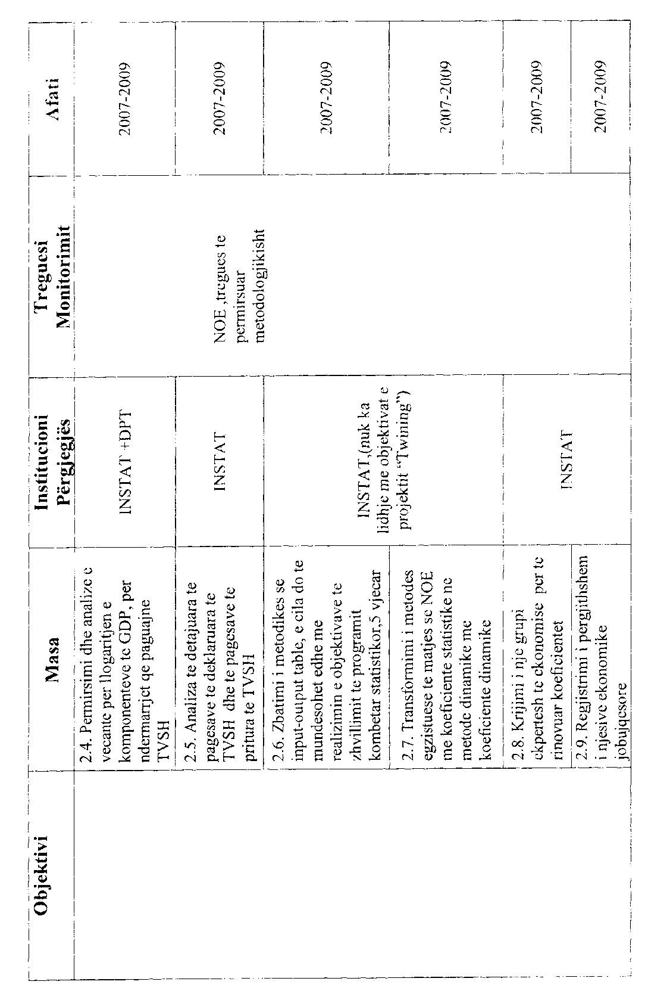 Objektivi
Masa
Institucioni
Përgjegjës
Treguesi
Monitorimit
Afati
2.4. Permirsimi dhe analize e
vecante per llogaritjen e
komponenteve te GDP, per
ndermarrjet qe paguajne
TVSH
INSTAT +DPT
2007-2009
2.5. Analiza te detajuara te
pagesave te deklaruara te
TVSH dhe te pagesave te
pritura te TVSH
INSTAT
NOE ,tregues te
permirsuar
metodologjikisht
2007-2009
2.6. Zbatimi i metodikes se
input-output table, e cila do te
mundesohet edhe me
realizimin e objektivave te
zhvillimit te programit
kombetar statistikor,5 vjecar
INSTAT,(nuk ka
lidhje me objektivat e
projektit “Twining”)
2007-2009
2.7. Transformimi i metodes
egzistuese te matjes se NOE
me koeficiente statistike ne
metode dinamike me
koeficiente dinamike
2007-2009
2.8. Krijimi i nje grupi
ekpertesh te ekonomise per te
rinovuar koeficientet
INSTAT
2007-2009
2.9. Regjistrimi i pergjithshem
i njesive ekonomike
jobujqesore
2007-2009